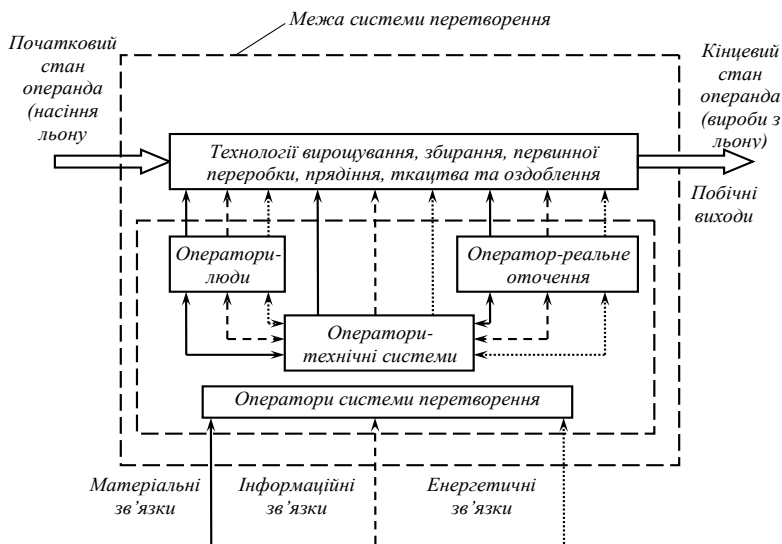 Межа системи перетворення
Початковий
стан
операнда
(насіння
льону
Кінцевий
стан
операнда
(вироби з
льону)
Технології вирощування, збирання, первинної
переробки, прядіння, ткацтва та оздоблення
Побічні
виходи
Оператори-
люди
Оператор-реальне
оточення
Оператори-
технічні системи
Оператори системи перетворення
Матеріальні
зв’язки
Інформаційні
зв’язки
Енергетичні
зв’язки